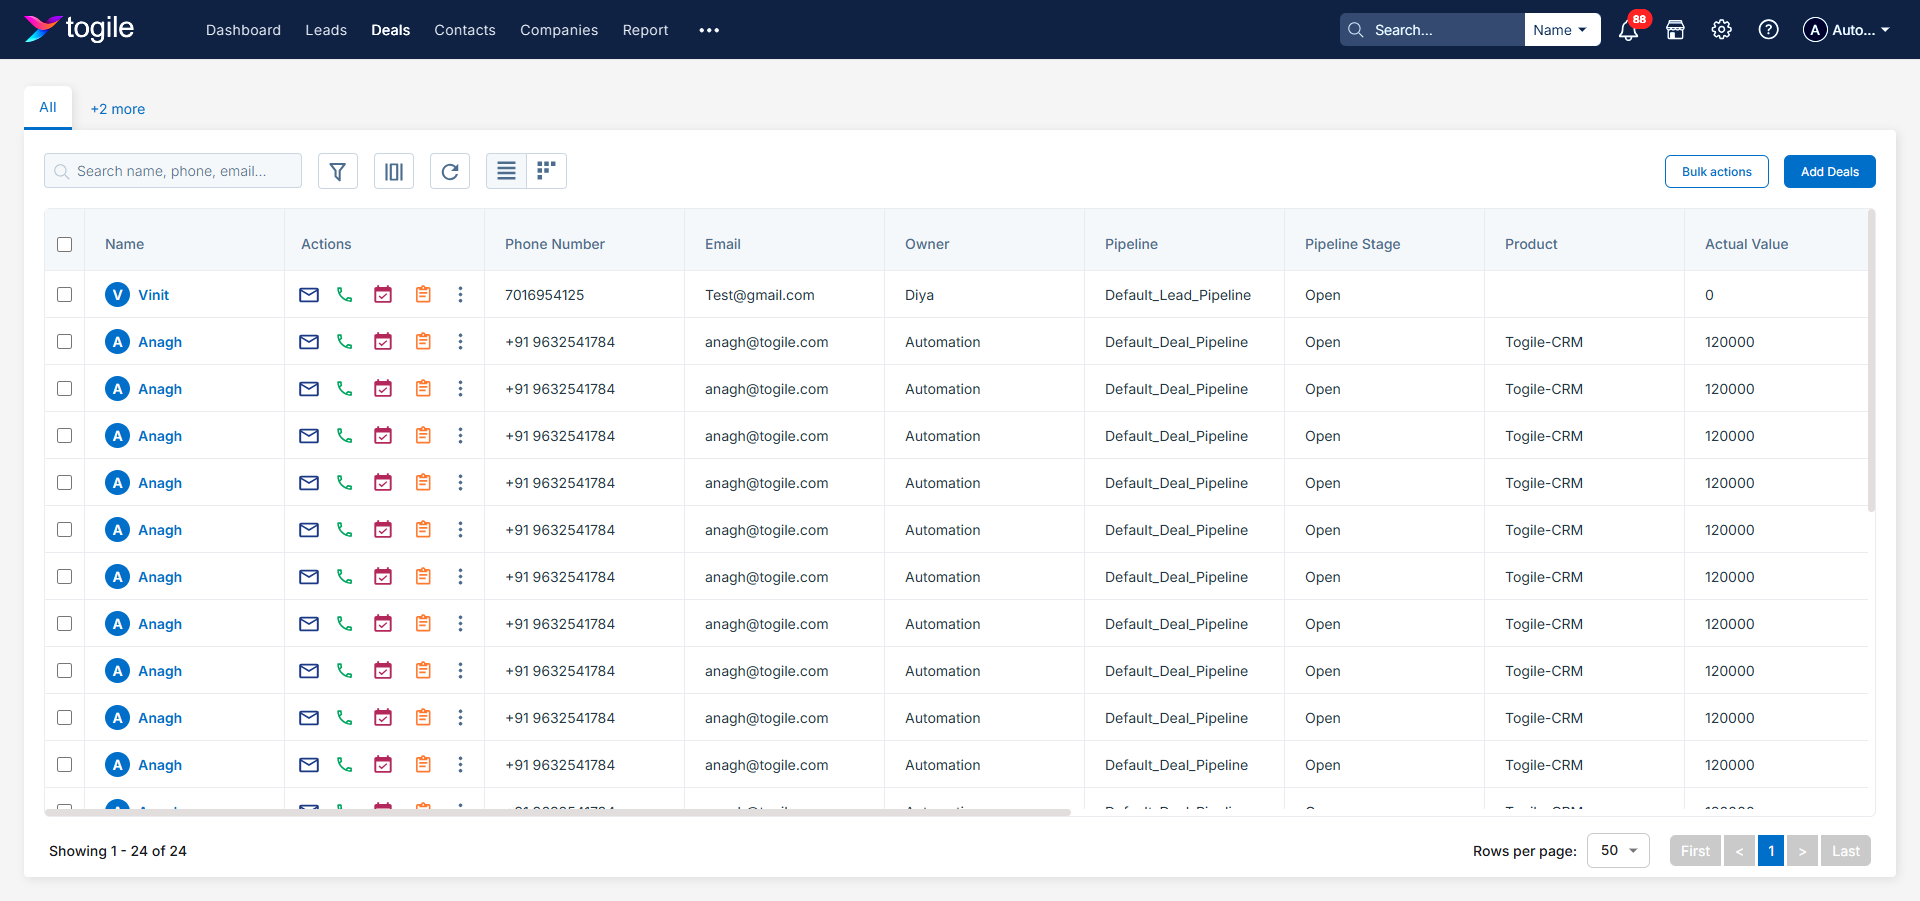 togile Dashboard Leads Deals Contacts Companies Report ••• Search... Name 88 A Auto...
All +2 more
Search name, phone, email... Bulk actions Add Deals
Name Actions Phone Number Email Owner Pipeline Pipeline Stage Product Actual Value
V Vinit 7016954125 Test@gmail.com Diya Default_Lead_Pipeline Open 0
A Anagh +91 9632541784 anagh@togile.com Automation Default_Deal_Pipeline Open Togile-CRM 120000
A Anagh +91 9632541784 anagh@togile.com Automation Default_Deal_Pipeline Open Togile-CRM 120000
A Anagh +91 9632541784 anagh@togile.com Automation Default_Deal_Pipeline Open Togile-CRM 120000
A Anagh +91 9632541784 anagh@togile.com Automation Default_Deal_Pipeline Open Togile-CRM 120000
A Anagh +91 9632541784 anagh@togile.com Automation Default_Deal_Pipeline Open Togile-CRM 120000
A Anagh +91 9632541784 anagh@togile.com Automation Default_Deal_Pipeline Open Togile-CRM 120000
A Anagh +91 9632541784 anagh@togile.com Automation Default_Deal_Pipeline Open Togile-CRM 120000
A Anagh +91 9632541784 anagh@togile.com Automation Default_Deal_Pipeline Open Togile-CRM 120000
A Anagh +91 9632541784 anagh@togile.com Automation Default_Deal_Pipeline Open Togile-CRM 120000
A Anagh +91 9632541784 anagh@togile.com Automation Default_Deal_Pipeline Open Togile-CRM 120000
Showing 1 - 24 of 24 Rows per page: 50 First < 1 > Last